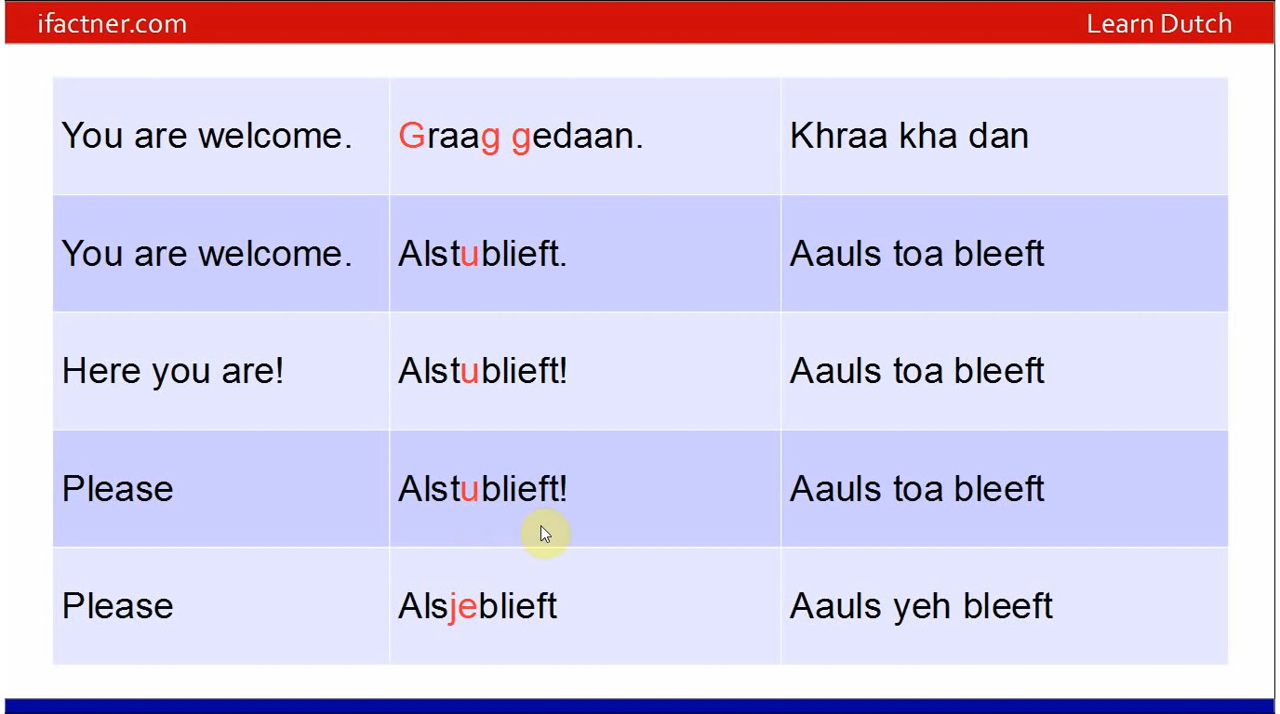 ifactner.com Learn Dutch
You are welcome. Graag gedaan. Khraa kha dan
You are welcome. Alstublieft. Aauls toa bleeft
Here you are! Alstublieft! Aauls toa bleeft
Please Alstublieft! Aauls toa bleeft
Please Alsjeblieft Aauls yeh bleeft